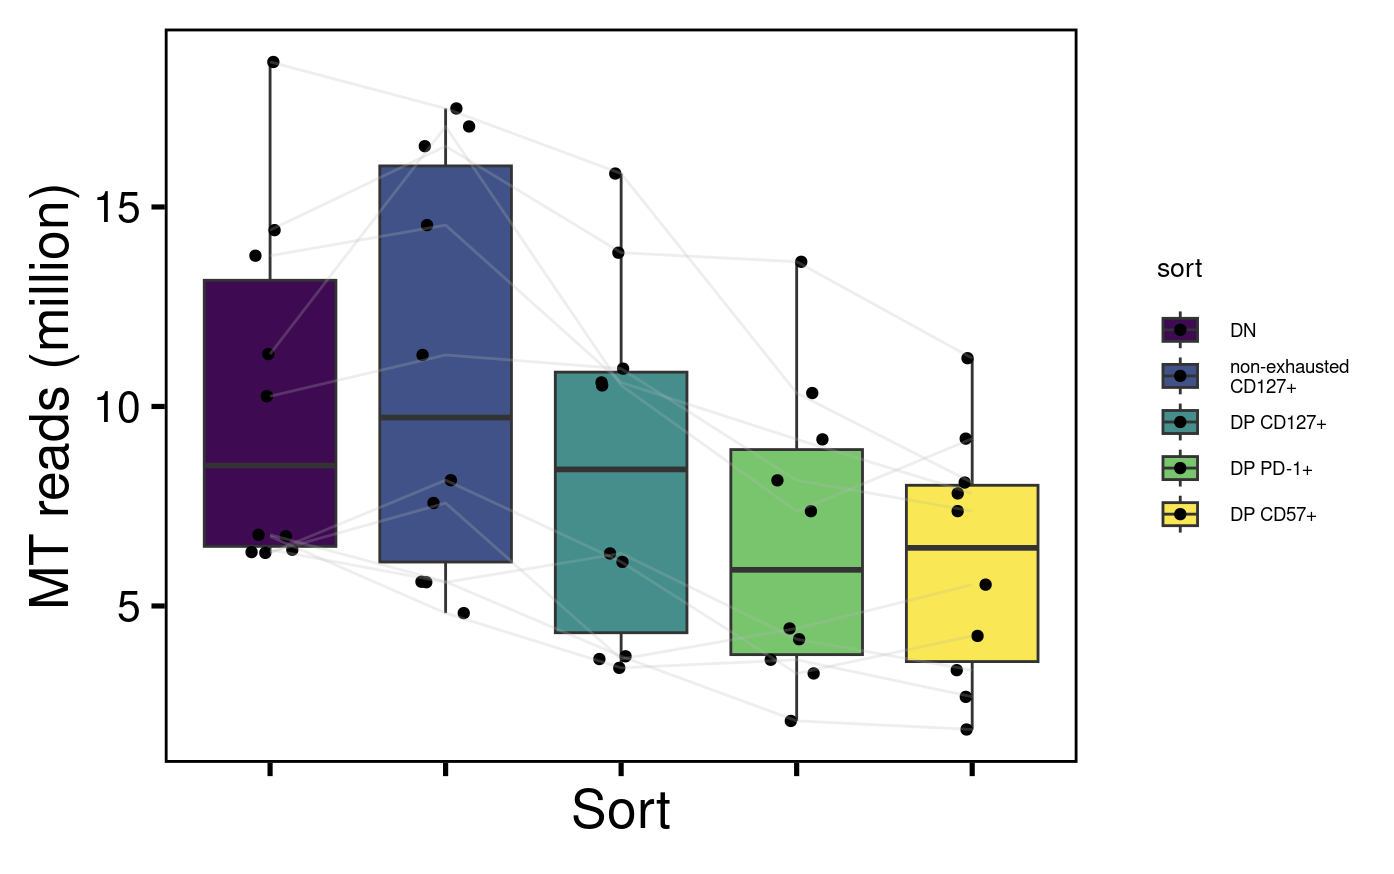 MT reads (million)
15
10
5
Sort
sort
DN
non-exhausted
CD127+
DP CD127+
DP PD-1+
DP CD57+